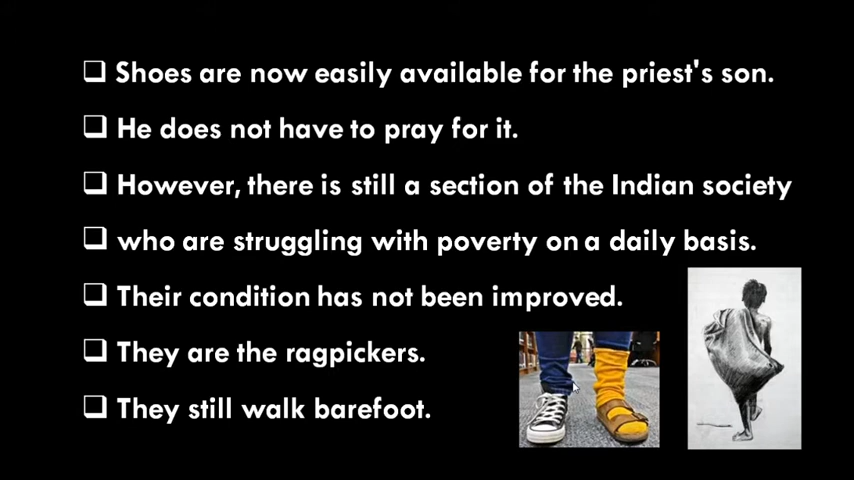 Shoes are now easily available for the priest's son.
He does not have to pray for it.
However, there is still a section of the Indian society
who are struggling with poverty on a daily basis.
Their condition has not been improved.
They are the ragpickers.
They still walk barefoot.